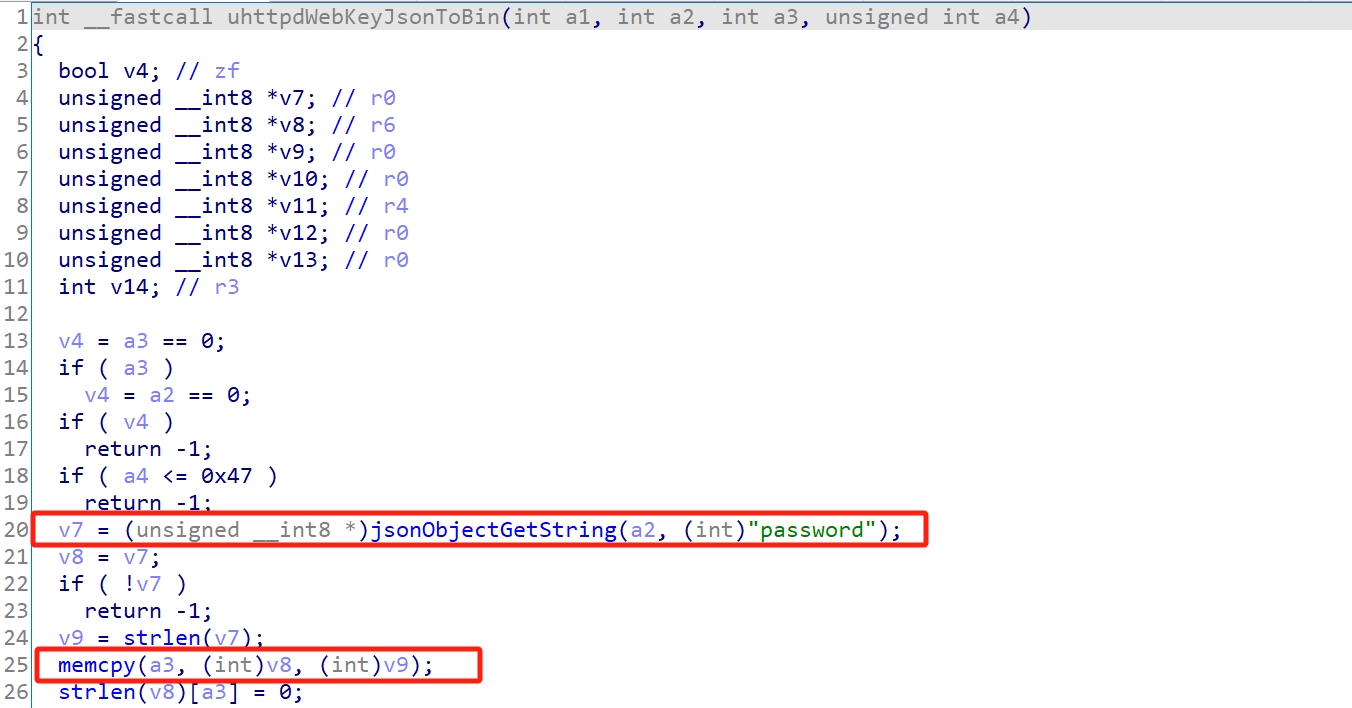 1 int __fastcall uhttpdWebKeyJsonToBin(int a1, int a2, int a3, unsigned int a4)
2 {
3 bool v4; // zf
4 unsigned __int8 *v7; // r0
5 unsigned __int8 *v8; // r6
6 unsigned __int8 *v9; // r0
7 unsigned __int8 *v10; // r0
8 unsigned __int8 *v11; // r4
9 unsigned __int8 *v12; // r0
10 unsigned __int8 *v13; // r0
11 int v14; // r3
12
13 v4 = a3 == 0;
14 if ( a3 )
15 v4 = a2 == 0;
16 if ( v4 )
17 return -1;
18 if ( a4 <= 0x47 )
19 return -1;
20 v7 = (unsigned __int8 *)jsonObjectGetString(a2, (int)"password");
21 v8 = v7;
22 if ( !v7 )
23 return -1;
24 v9 = strlen(v7);
25 memcpy(a3, (int)v8, (int)v9);
26 strlen(v8)[a3] = 0;